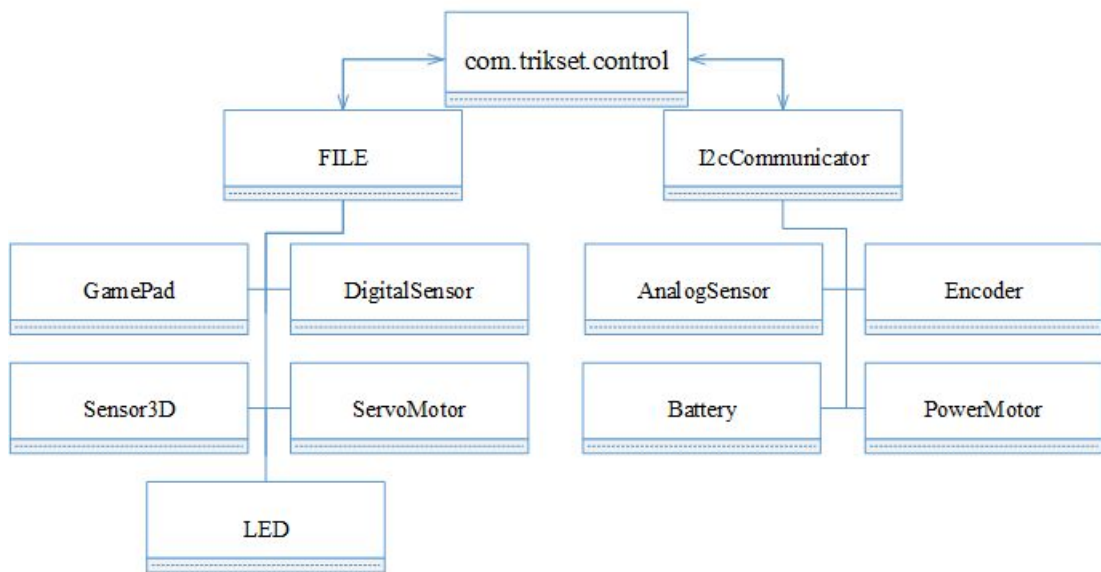 com.trikset.control
FILE
I2cCommunicator
GamePad
DigitalSensor
AnalogSensor
Encoder
Sensor3D
ServoMotor
Battery
PowerMotor
LED